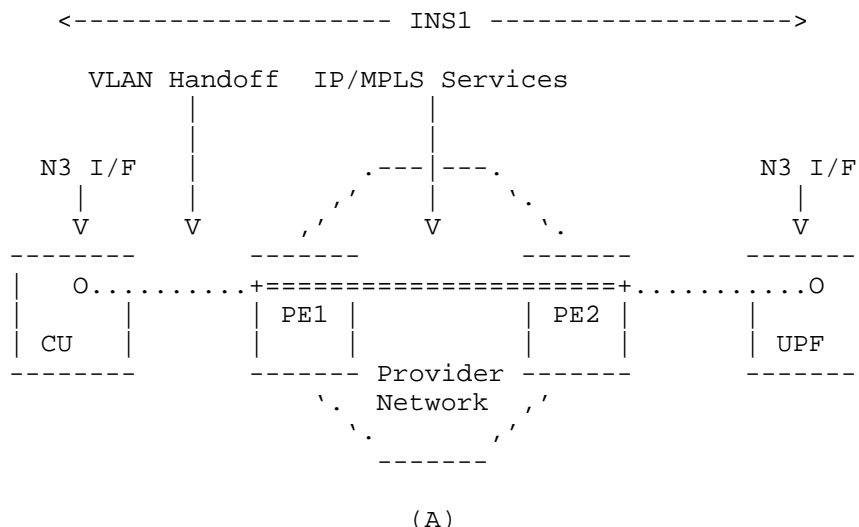 <-------------------- INS1 ------------------->
VLAN Handoff IP/MPLS Services
N3 I/F N3 I/F
V V V V
O..........+======================+...........O
PE1 PE2
CU UPF
Provider
Network
(A)